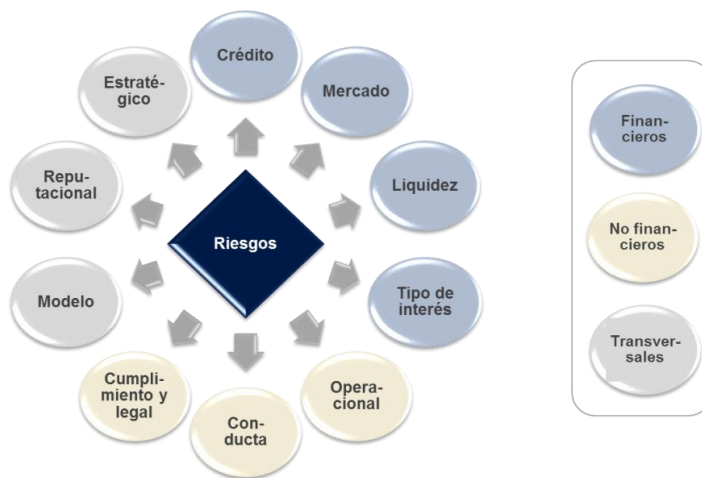 Crédito
Mercado
Liquidez
Tipo de
interés
Opera-
cional
Con-
ducta
Cumpli-
miento y
legal
Modelo
Repu-
tacional
Estraté-
gico
Riesgos
Finan-
cieros
No finan-
cieros
Transver-
sales